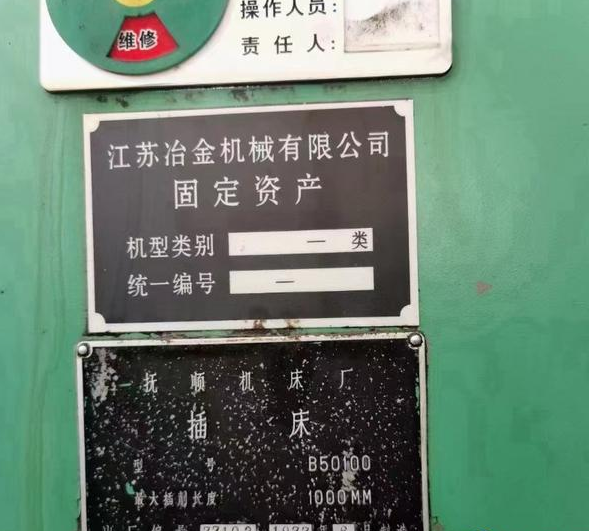 维修
操作人员:
责任人:
江苏冶金机械有限公司
固定资产
机型类别 一 类
统一编号 —
抚顺机床厂
插床
型号 B50100
最大插削长度 1000MM